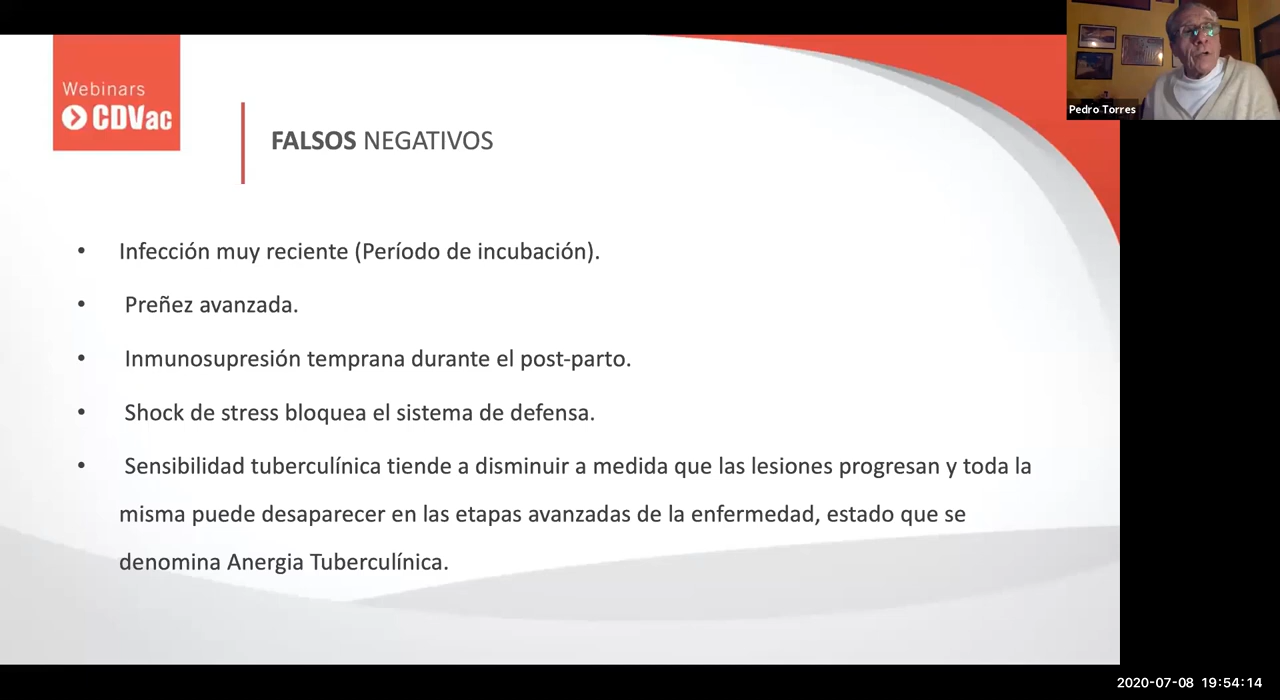 Webinars
CDVac
FALSOS NEGATIVOS
Pedro Torres
• Infección muy reciente (Período de incubación).
• Preñez avanzada.
• Inmunosupresión temprana durante el post-parto.
• Shock de stress bloquea el sistema de defensa.
• Sensibilidad tuberculínica tiende a disminuir a medida que las lesiones progresan y toda la
misma puede desaparecer en las etapas avanzadas de la enfermedad, estado que se
denomina Anergia Tuberculínica.
2020-07-08 19:54:14